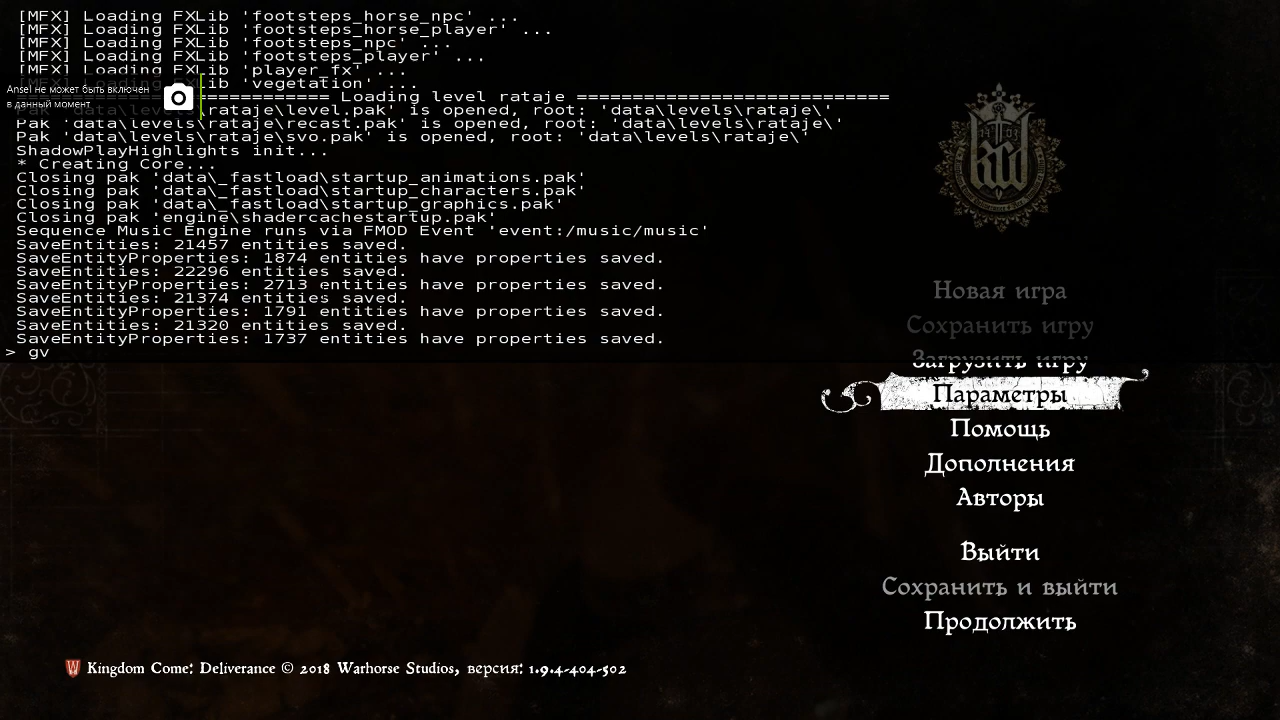 [MFX] Loading FXLib 'footsteps_horse_npc' ...
[MFX] Loading FXLib 'footsteps_horse_player' ...
[MFX] Loading FXLib 'footsteps_npc' ...
[MFX] Loading FXLib 'footsteps_player' ...
[MFX] Loading FXLib 'player_fx' ...
[MFX] Loading FXLib 'vegetation' ...
Ansel не может быть включен
в данный момент
============================ Loading level rataje ============================
Pak 'data\levels\rataje\level.pak' is opened, root: 'data\levels\rataje\'
Pak 'data\levels\rataje\recast.pak' is opened, root: 'data\levels\rataje\'
Pak 'data\levels\rataje\svo.pak' is opened, root: 'data\levels\rataje\'
ShadowPlayHighlights init...
* Creating Core...
Closing pak 'data\_fastload\startup_animations.pak'
Closing pak 'data\_fastload\startup_characters.pak'
Closing pak 'data\_fastload\startup_graphics.pak'
Closing pak 'engine\shadercachestartup.pak'
Sequence Music Engine runs via FMOD Event 'event:/music/music'
SaveEntities: 21457 entities saved.
SaveEntityProperties: 1874 entities have properties saved.
SaveEntities: 22296 entities saved.
SaveEntityProperties: 2713 entities have properties saved.
SaveEntities: 21374 entities saved.
SaveEntityProperties: 1791 entities have properties saved.
SaveEntities: 21320 entities saved.
SaveEntityProperties: 1737 entities have properties saved.
> gv
Новая игра
Сохранить игру
Загрузить игру
Параметры
Помощь
Дополнения
Авторы
Выйти
Сохранить и выйти
Продолжить
Kingdom Come: Deliverance © 2018 Warhorse Studios, версия: 1.9.4-404-502